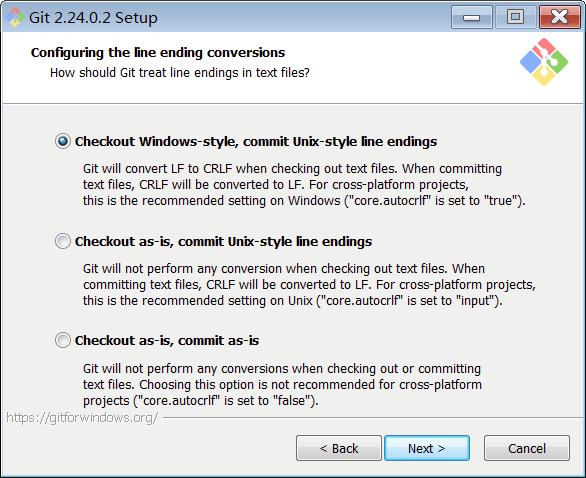 Git 2.24.0.2 Setup
Configuring the line ending conversions
How should Git treat line endings in text files?
Checkout Windows-style, commit Unix-style line endings
Git will convert LF to CRLF when checking out text files. When committing
text files, CRLF will be converted to LF. For cross-platform projects,
this is the recommended setting on Windows ("core.autocrlf" is set to "true").
Checkout as-is, commit Unix-style line endings
Git will not perform any conversion when checking out text files. When
committing text files, CRLF will be converted to LF. For cross-platform projects,
this is the recommended setting on Unix ("core.autocrlf" is set to "input").
Checkout as-is, commit as-is
Git will not perform any conversions when checking out or committing
text files. Choosing this option is not recommended for cross-platform
projects ("core.autocrlf" is set to "false").
https://gitforwindows.org/
< Back
Next >
Cancel